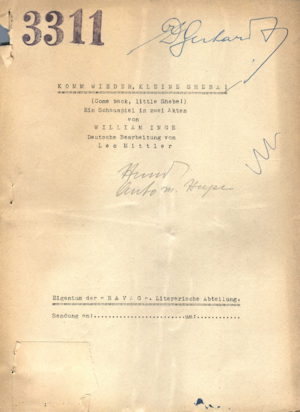 3311
KOMM WIEDER, KLEINE SHEBA!
(Come back, little Sheba!)
Ein Schauspiel in zwei Akten
von
WILLIAM INGE
Deutsche Bearbeitung von
Leo Mittler
Eigentum der - R A V A G -. Literarische Abteilung.
Sendung am:.......................um:............